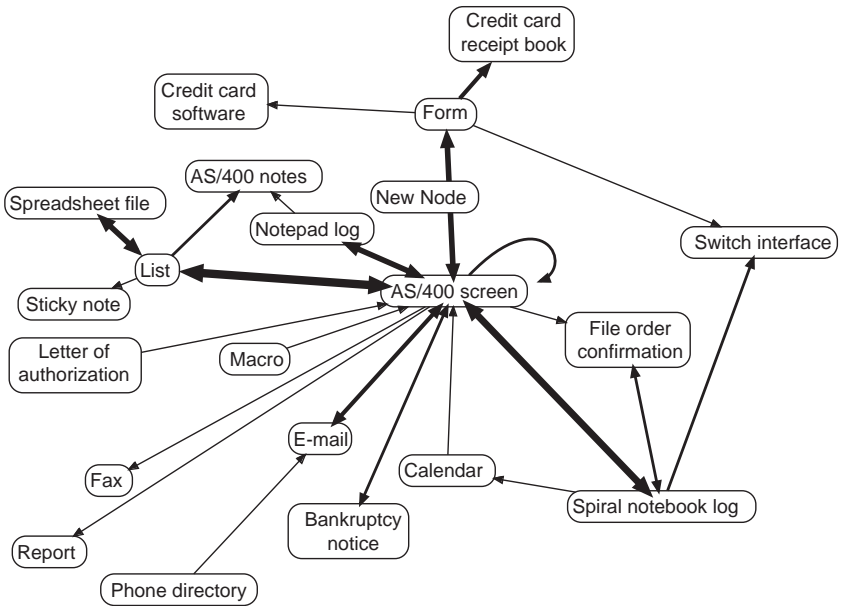 Credit card
receipt book
Credit card
software
Form
AS/400 notes
Spreadsheet file
New Node
Notepad log
Switch interface
List
AS/400 screen
Sticky note
File order
confirmation
Letter of
authorization
Macro
E-mail
Calendar
Fax
Spiral notebook log
Bankruptcy
notice
Report
Phone directory